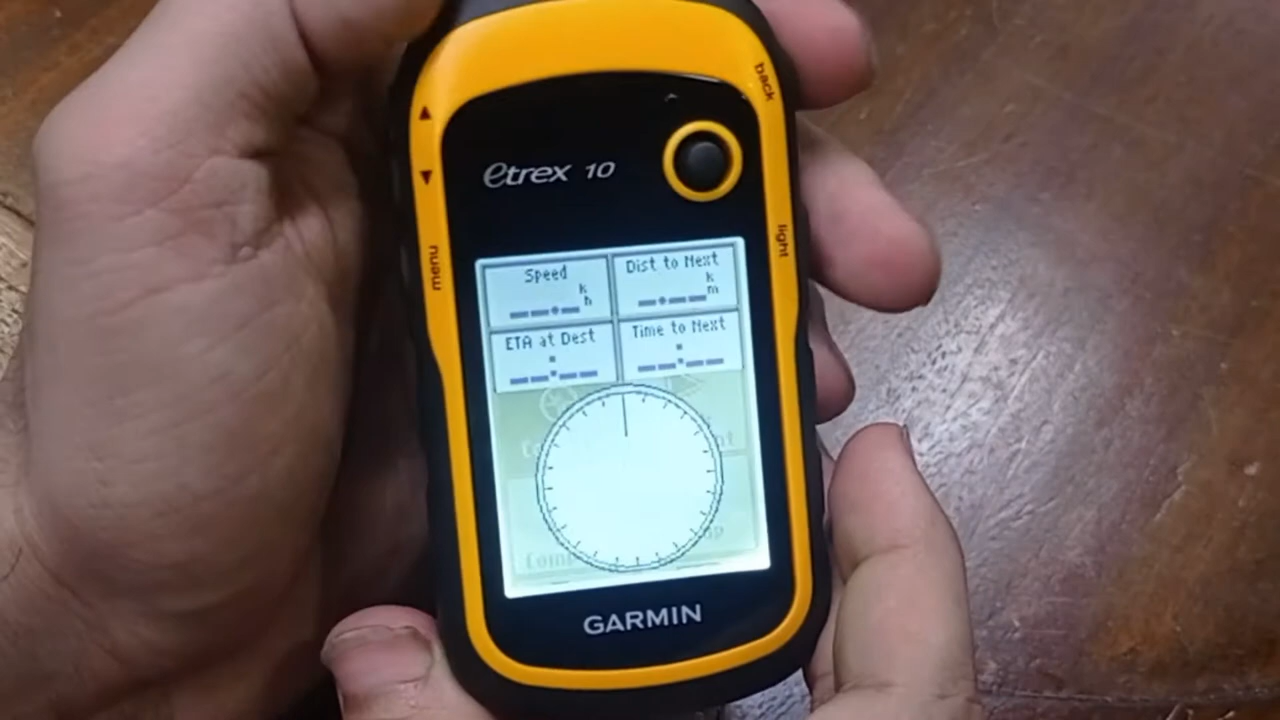 back
etrex 10
light
menu
Speed
k
h
Dist to Next
k
m
ETA at Dest
Time to Next
GARMIN